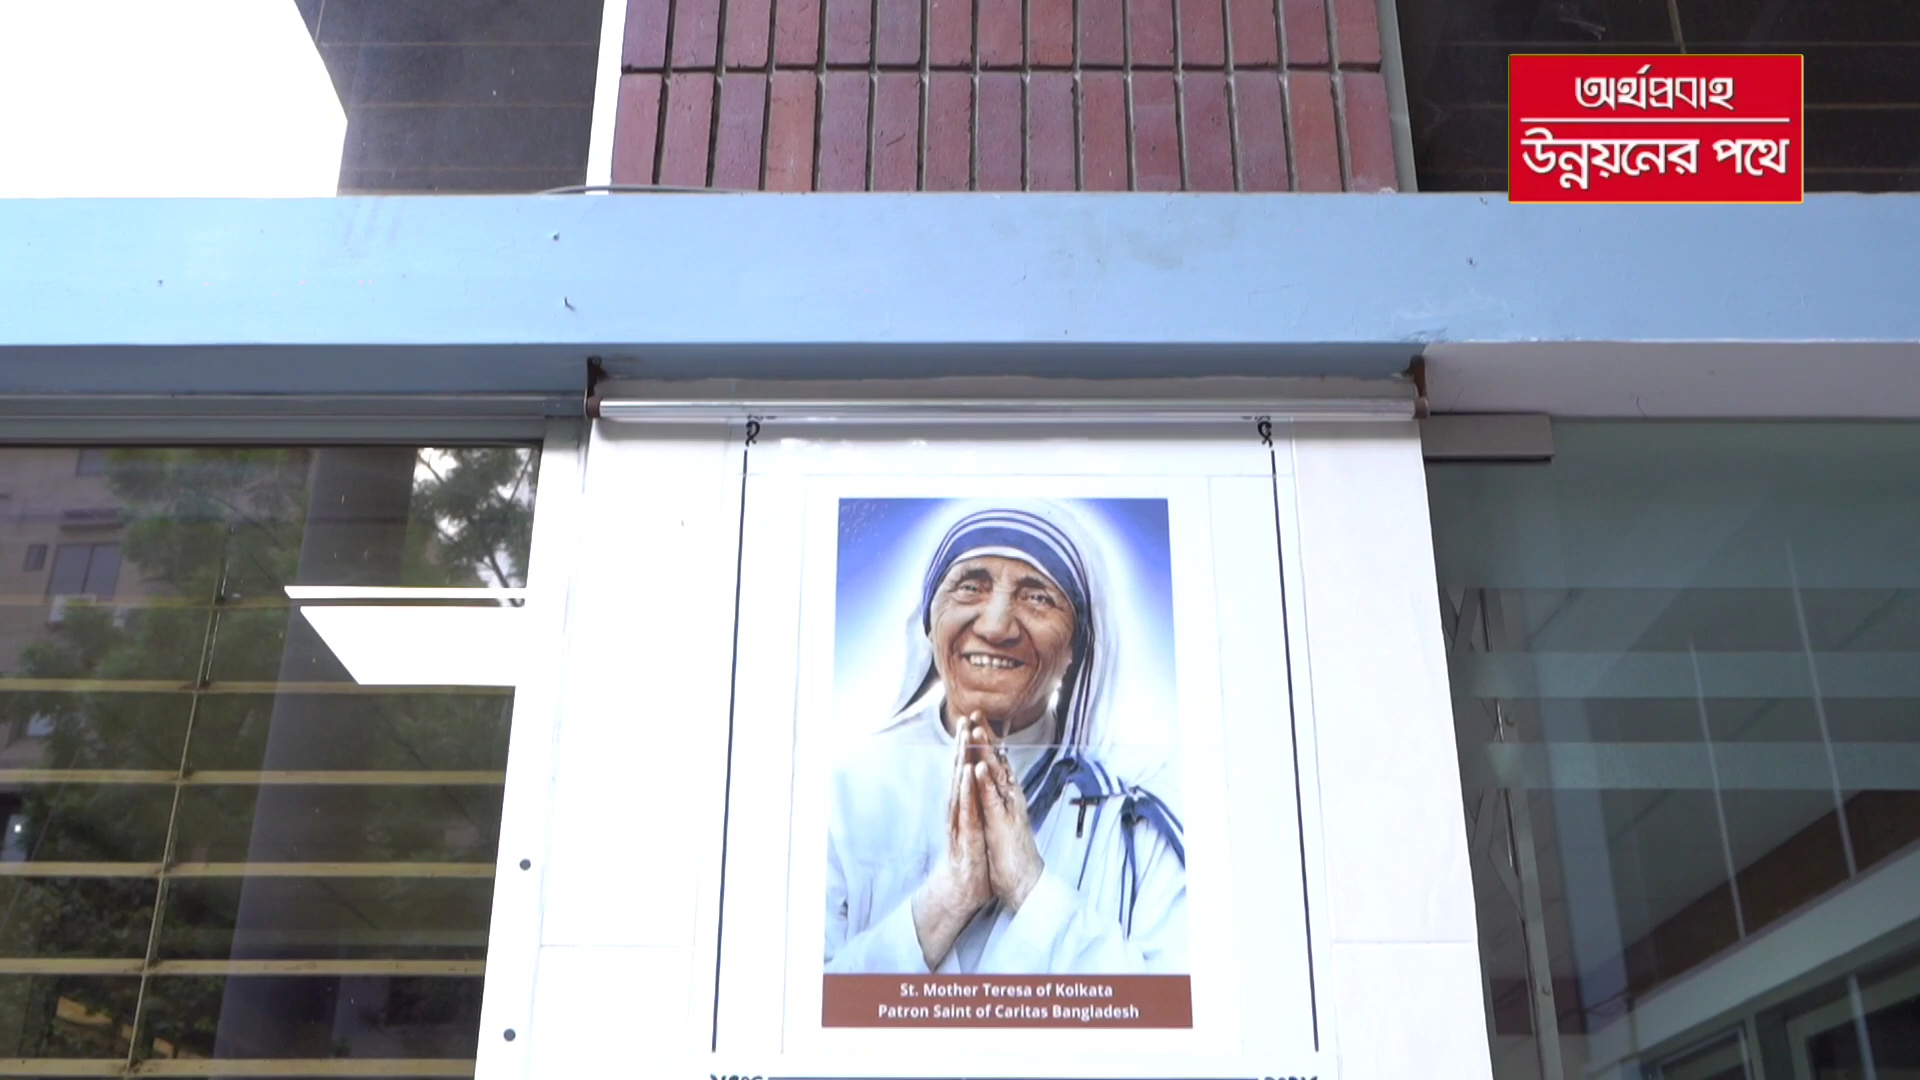 অর্থপ্রবাহ
উন্নয়নের পথে
St. Mother Teresa of Kolkata
Patron Saint of Caritas Bangladesh